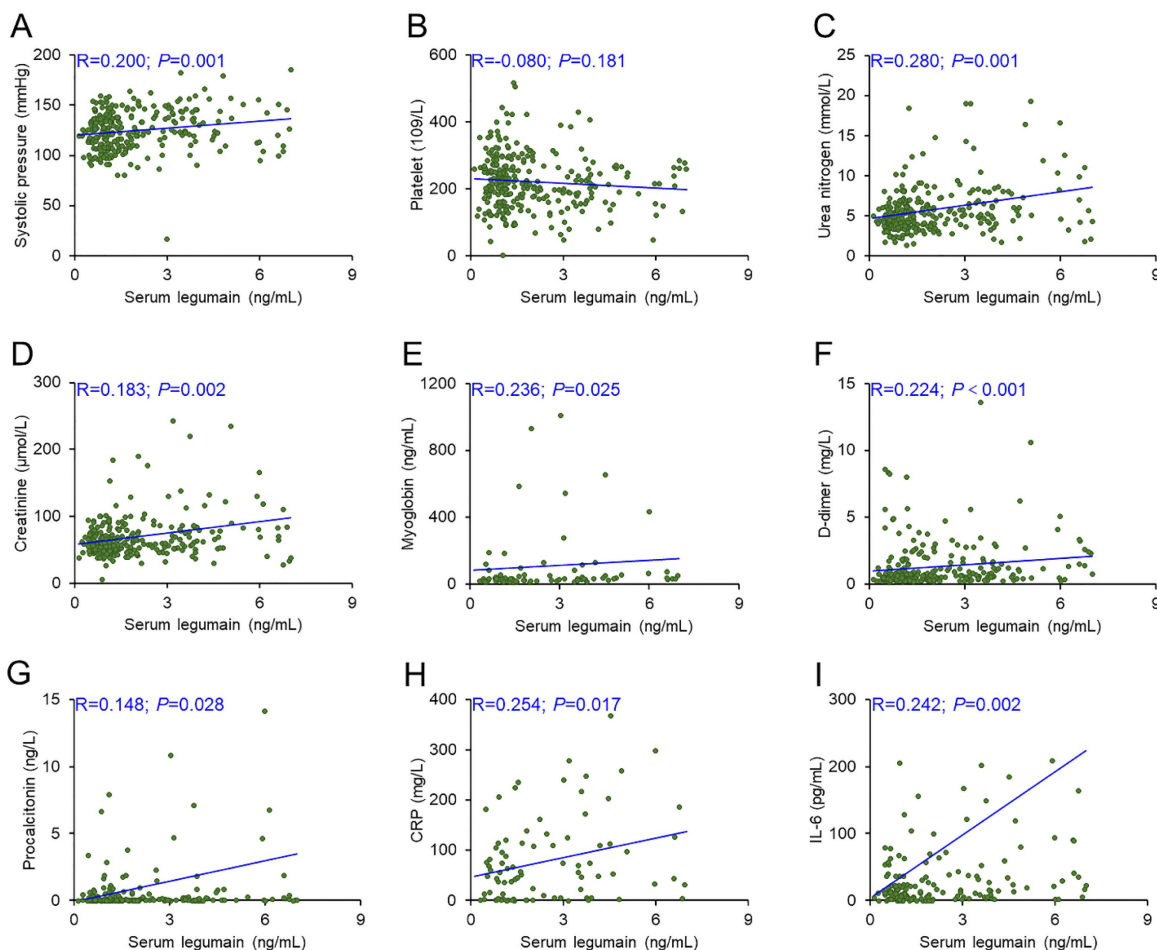 A
R=0.200; P=0.001
Systolic pressure (mmHg)
200
150
100
50
0
0 3 6 9
Serum legumain (ng/mL)
B
R=-0.080; P=0.181
Platelet (109/L)
600
400
200
0
0 3 6 9
Serum legumain (ng/mL)
C
R=0.280; P=0.001
Urea nitrogen (mmol/L)
25
20
15
10
5
0
0 3 6 9
Serum legumain (ng/mL)
D
R=0.183; P=0.002
Creatinine (μmol/L)
300
200
100
0
0 3 6 9
Serum legumain (ng/mL)
E
R=0.236; P=0.025
Myoglobin (ng/mL)
1200
800
400
0
0 3 6 9
Serum legumain (ng/mL)
F
R=0.224; P < 0.001
D-dimer (mg/L)
15
10
5
0
0 3 6 9
Serum legumain (ng/mL)
G
R=0.148; P=0.028
Procalcitonin (ng/L)
15
10
5
0
0 3 6 9
Serum legumain (ng/mL)
H
R=0.254; P=0.017
CRP (mg/L)
400
300
200
100
0
0 3 6 9
Serum legumain (ng/mL)
I
R=0.242; P=0.002
IL-6 (pg/mL)
300
200
100
0
0 3 6 9
Serum legumain (ng/mL)